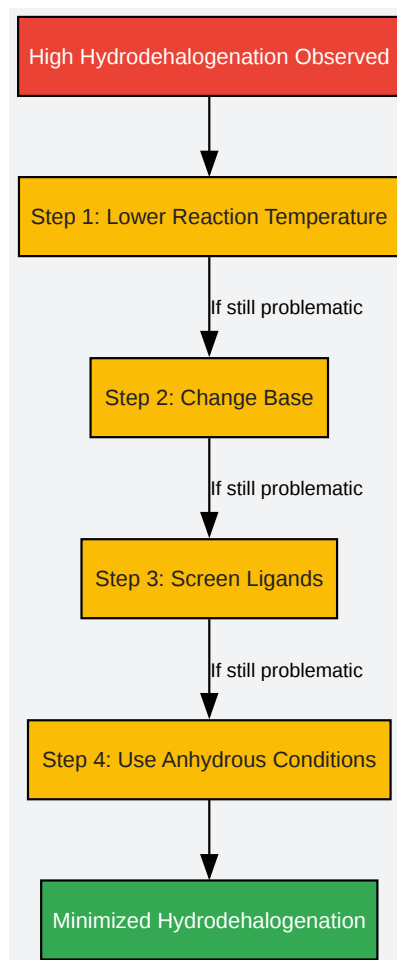 High Hydrodehalogenation Observed
Step 1: Lower Reaction Temperature
If still problematic
Step 2: Change Base
If still problematic
Step 3: Screen Ligands
If still problematic
Step 4: Use Anhydrous Conditions
Minimized Hydrodehalogenation